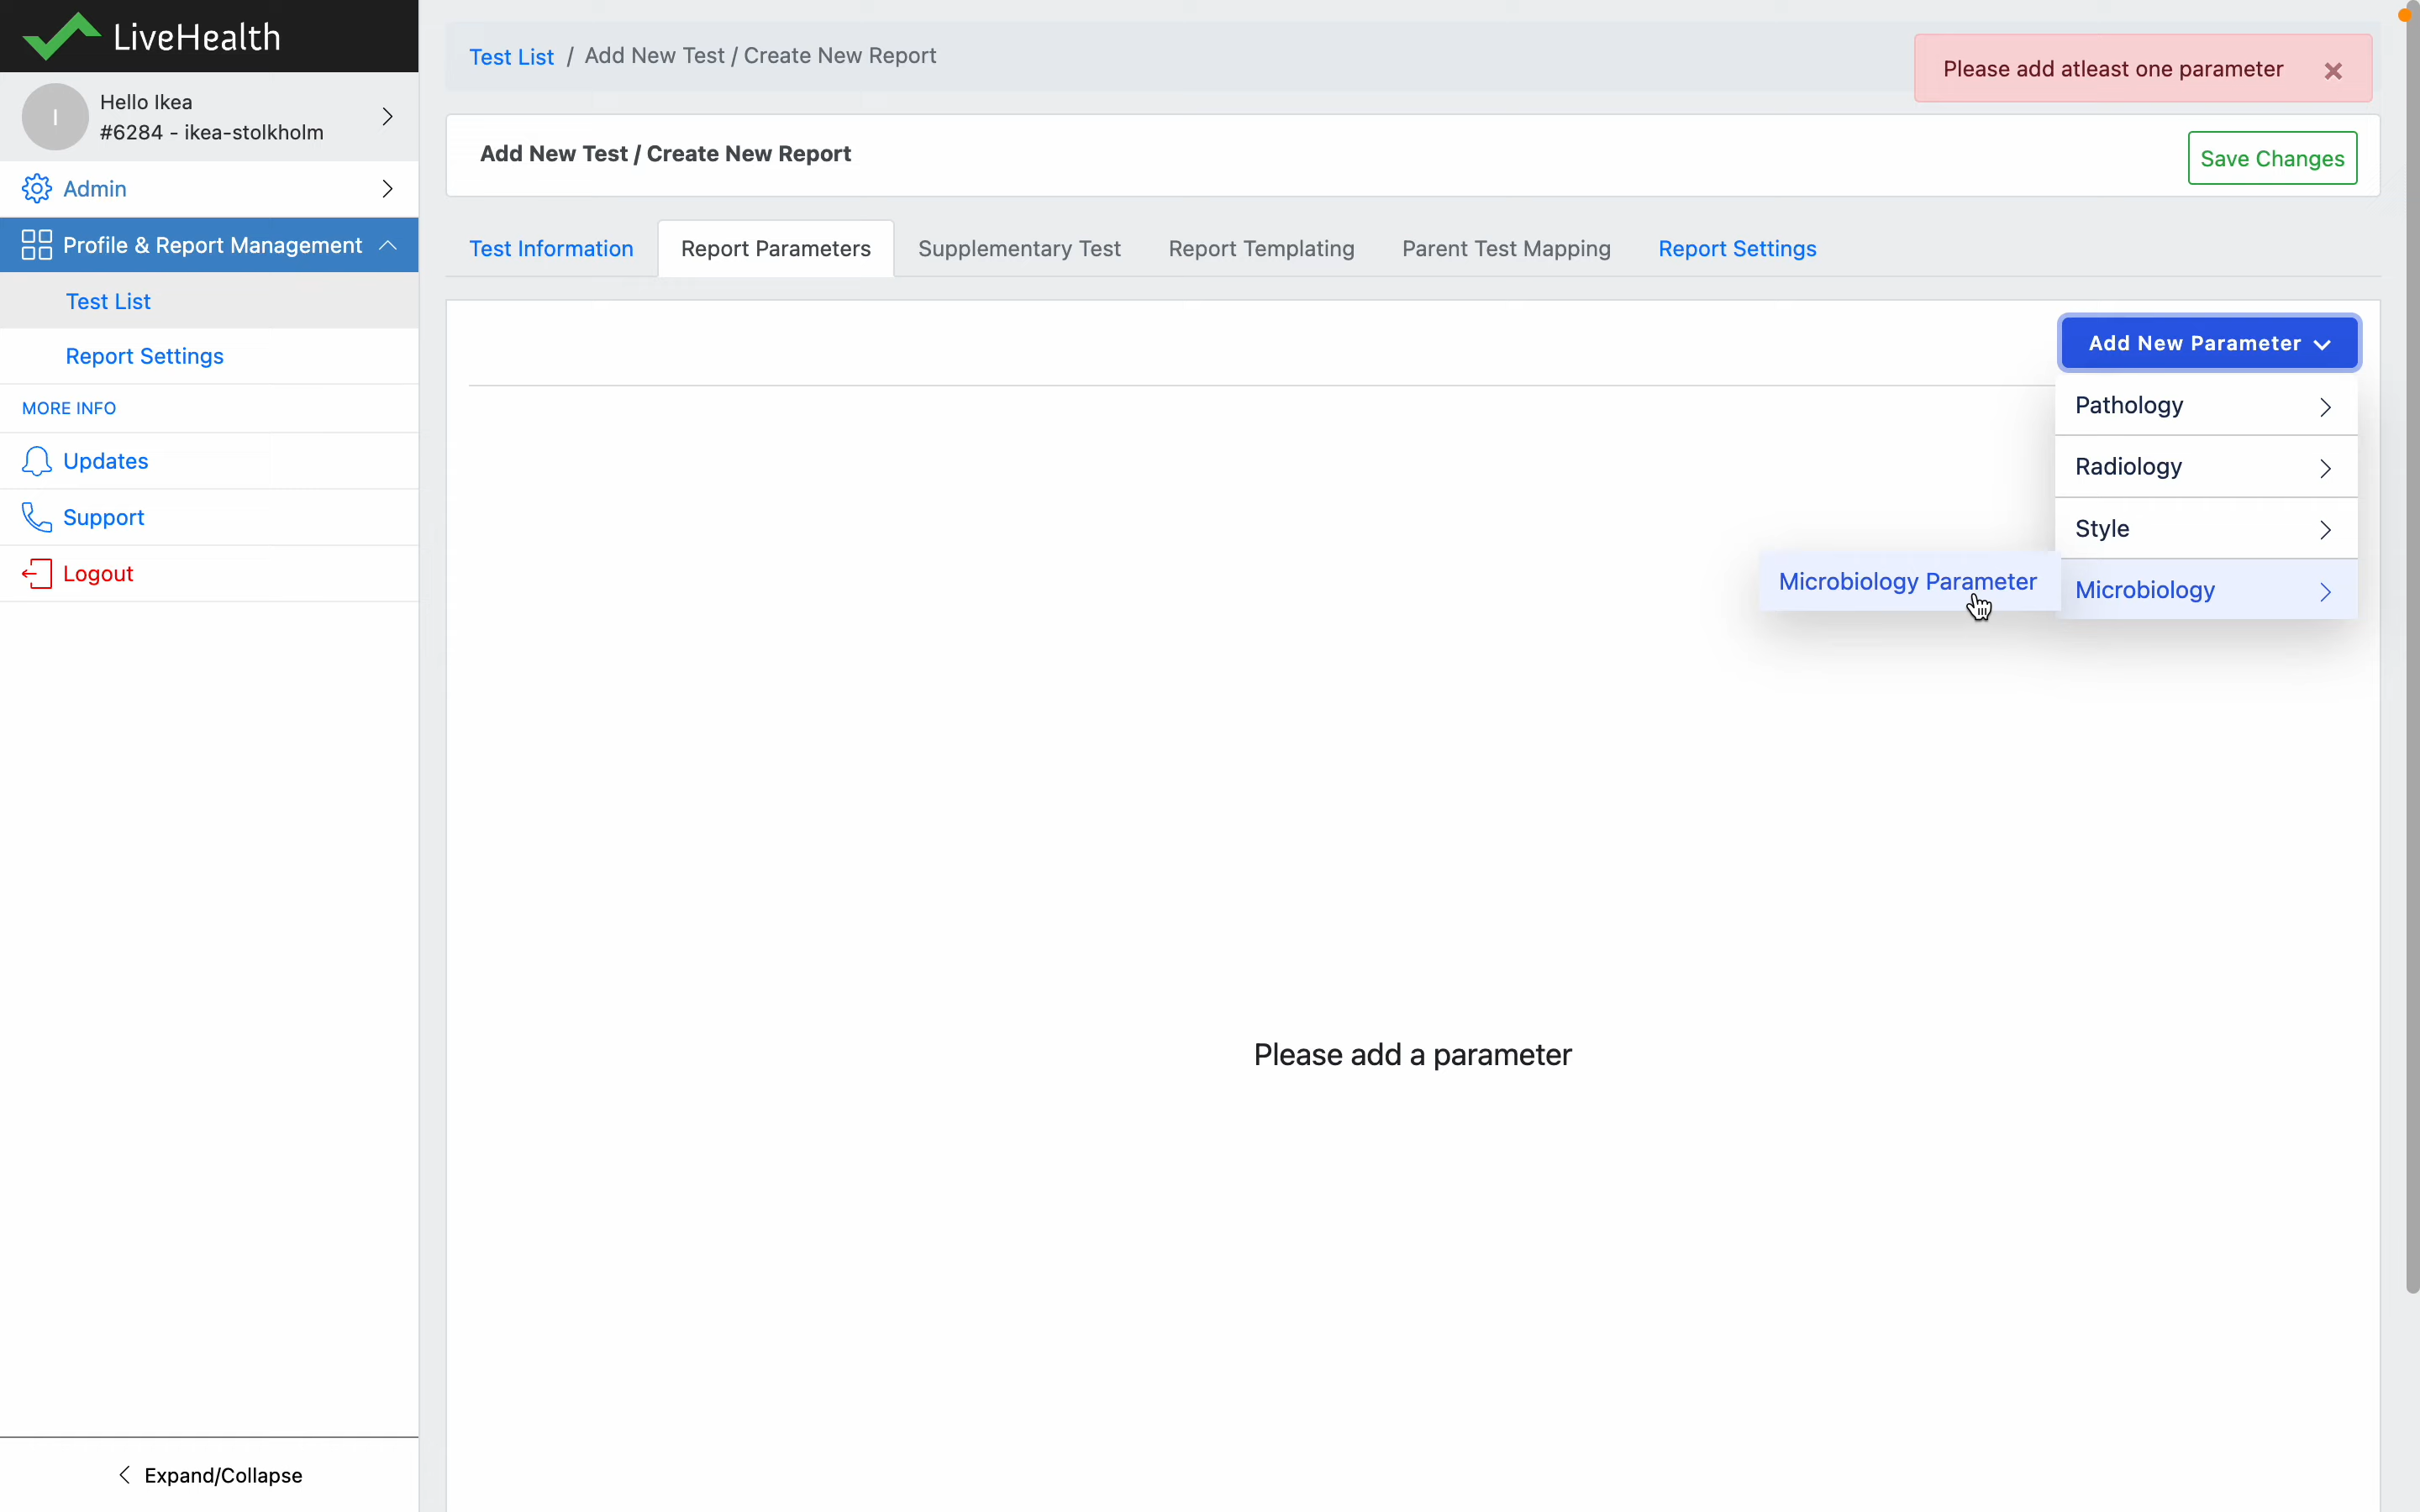 LiveHealth
Hello Ikea
#6284 - ikea-stolkholm
I
Admin
Profile & Report Management
Test List
Report Settings
MORE INFO
Updates
Support
Logout
Expand/Collapse
Test List / Add New Test / Create New Report
Please add atleast one parameter
Add New Test / Create New Report
Save Changes
Test Information
Report Parameters
Supplementary Test
Report Templating
Parent Test Mapping
Report Settings
Add New Parameter
Pathology
Radiology
Style
Microbiology
Microbiology Parameter
Please add a parameter